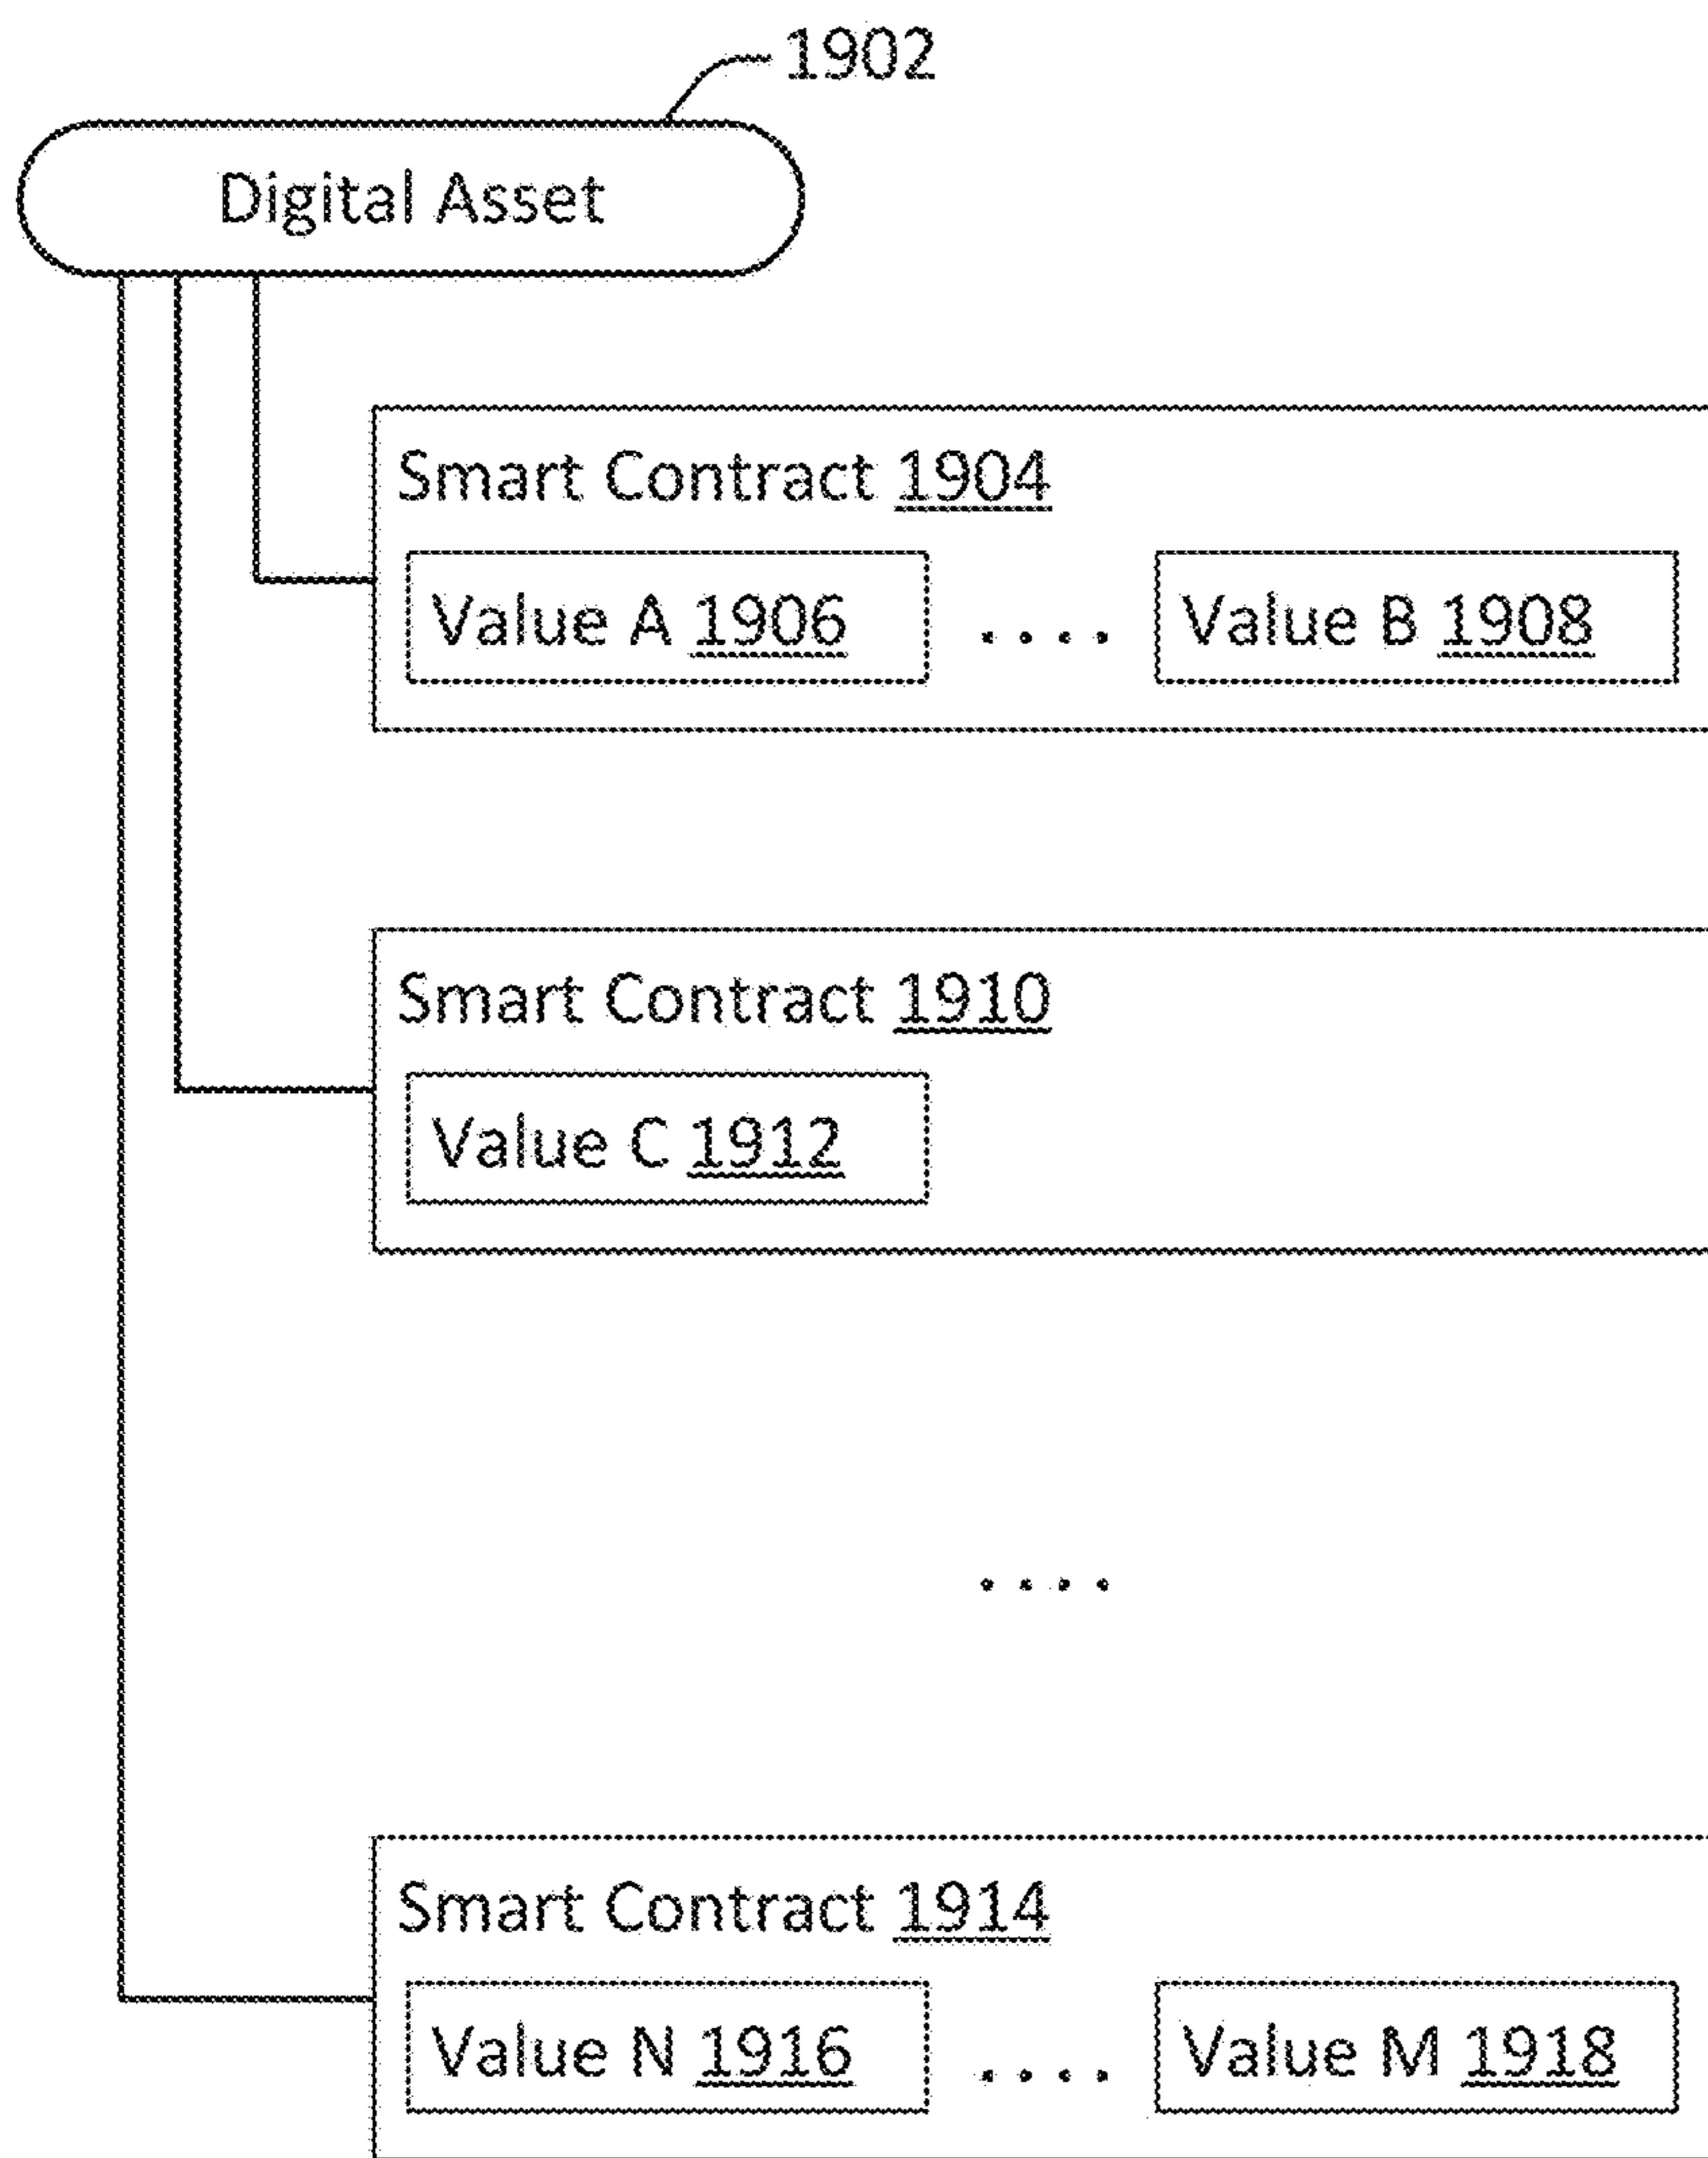 1902
Digital Asset
Smart Contract 1904
Value A 1906 .... Value B 1908
Smart Contract 1910
Value C 1912
....
Smart Contract 1914
Value N 1916 .... Value M 1918